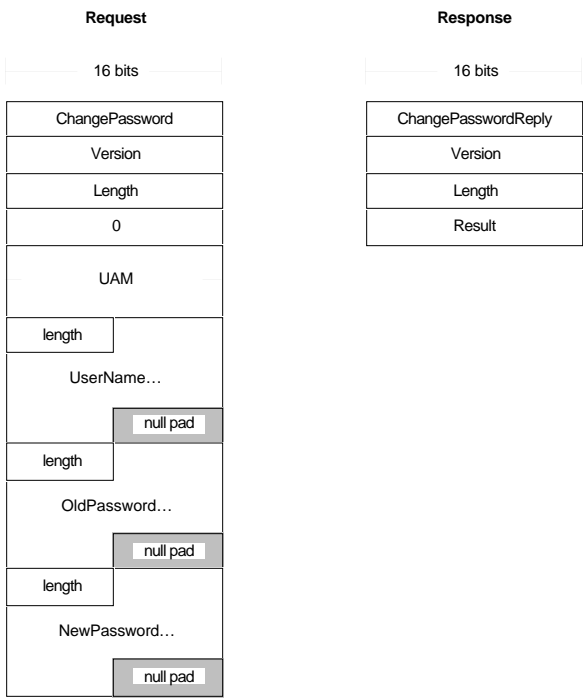 Request
16 bits
ChangePassword
Version
Length
0
UAM
length
UserName…
null pad
length
OldPassword…
null pad
length
NewPassword…
null pad
Response
16 bits
ChangePasswordReply
Version
Length
Result